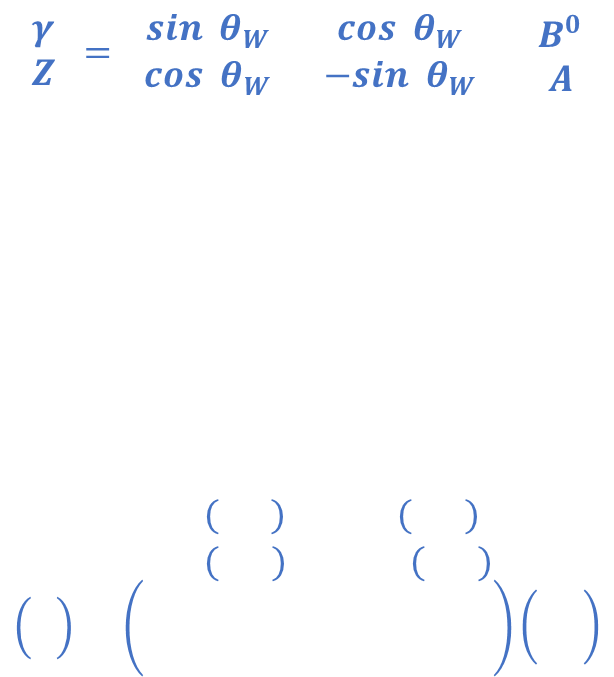 γ = sin θ_W cos θ_W B⁰
Z cos θ_W −sin θ_W A
( ) ( )
( ) ( )
( ) ( ) ( )